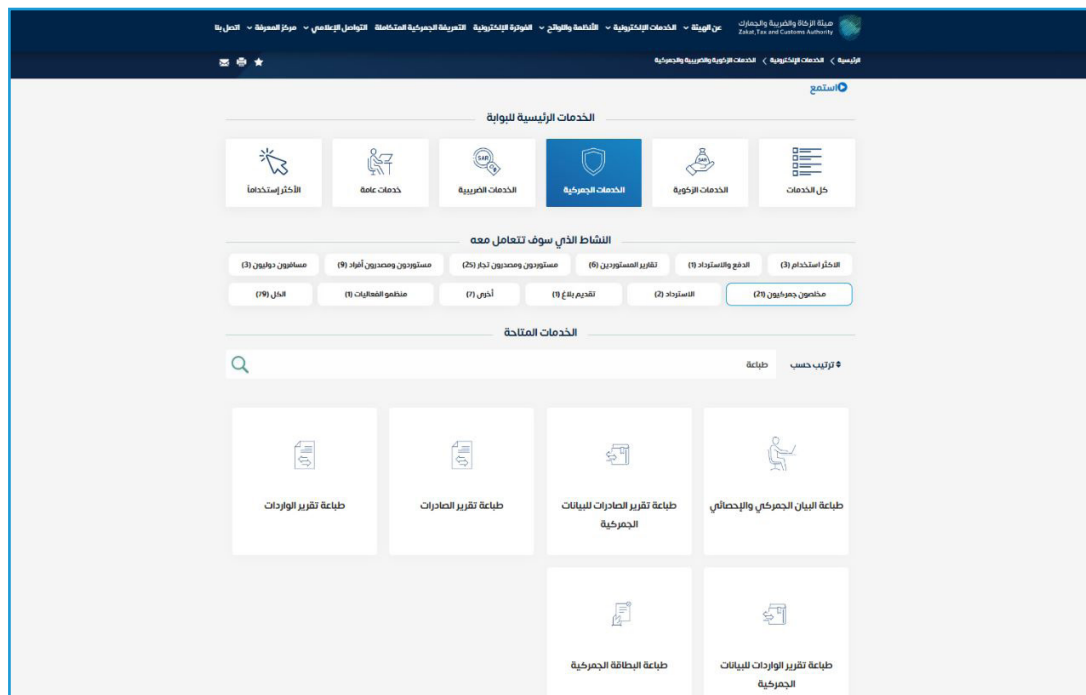 هيئة الزكاة والضريبة والجمارك
Zakat, Tax and Customs Authority
عن الهيئة الخدمات الإلكترونية الأنظمة واللوائح الفوترة الإلكترونية التعريفة الجمركية المتكاملة التواصل الإعلامي مركز المعرفة اتصل بنا
الرئيسية > الخدمات الإلكترونية > الخدمات الزكوية والضريبية والجمركية
استمع
الخدمات الرئيسية للبوابة
كل الخدمات
الخدمات الزكوية
الخدمات الجمركية
الخدمات الضريبية
خدمات عامة
الأكثر إستخداماً
النشاط الذي سوف تتعامل معه
الاكثر استخدام (3) الدفع والاسترداد (1) تقارير المستوردين (6) مستوردون ومصدرون تجار (25) مستوردون ومصدرون أفراد (9) مسافرون دوليون (3)
مخلصون جمركيون (21) الاسترداد (2) تقديم بلاغ (1) أخرى (7) منظمو الفعاليات (1) الكل (79)
الخدمات المتاحة
ترتيب حسب طباعة
طباعة البيان الجمركي والإحصائي
طباعة تقرير الصادرات للبيانات
الجمركية
طباعة تقرير الصادرات
طباعة تقرير الواردات
طباعة تقرير الواردات للبيانات
الجمركية
طباعة البطاقة الجمركية